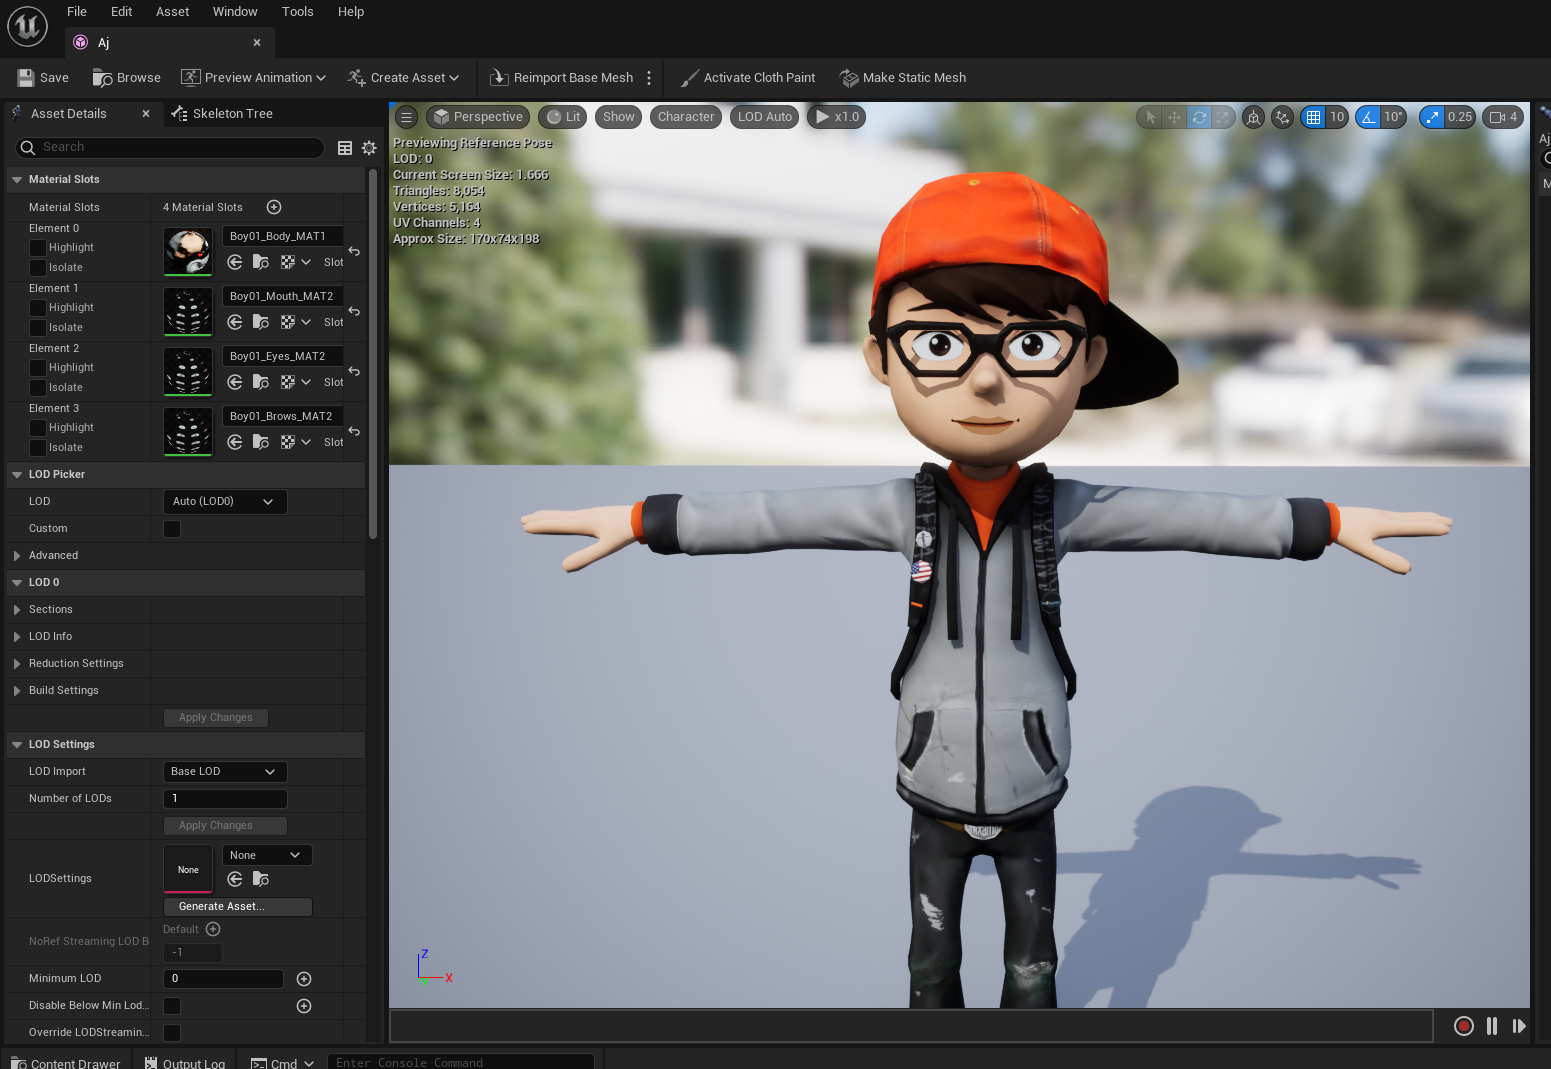 File Edit Asset Window Tools Help
Aj
Save Browse Preview Animation Create Asset Reimport Base Mesh Activate Cloth Paint Make Static Mesh
Asset Details Skeleton Tree
Search
Material Slots
Material Slots 4 Material Slots
Element 0
Highlight
Isolate
Boy01_Body_MAT1
Slot
Element 1
Highlight
Isolate
Boy01_Mouth_MAT2
Slot
Element 2
Highlight
Isolate
Boy01_Eyes_MAT2
Slot
Element 3
Highlight
Isolate
Boy01_Brows_MAT2
Slot
LOD Picker
LOD Auto (LOD0)
Custom
Advanced
LOD 0
Sections
LOD Info
Reduction Settings
Build Settings
Apply Changes
LOD Settings
LOD Import Base LOD
Number of LODs 1
Apply Changes
LODSettings None None
Generate Asset...
NoRef Streaming LOD B Default
-1
Minimum LOD 0
Disable Below Min Lod...
Override LODStreamin...
Perspective Lit Show Character LOD Auto x1.0 10 10° 0.25 4
Previewing Reference Pose
LOD: 0
Current Screen Size: 1.666
Triangles: 8,054
Vertices: 5,164
UV Channels: 4
Approx Size: 170x74x198
Z
X
Y
Aj
M
Content Drawer Output Log Cmd Enter Console Command